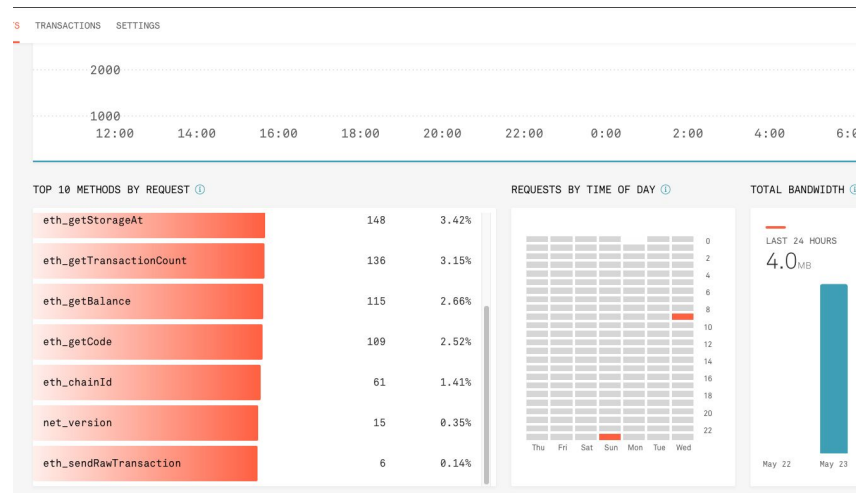 S TRANSACTIONS SETTINGS
2000
1000
12:00 14:00 16:00 18:00 20:00 22:00 0:00 2:00 4:00 6:0
TOP 10 METHODS BY REQUEST
eth_getStorageAt 148 3.42%
eth_getTransactionCount 136 3.15%
eth_getBalance 115 2.66%
eth_getCode 109 2.52%
eth_chainId 61 1.41%
net_version 15 0.35%
eth_sendRawTransaction 6 0.14%
REQUESTS BY TIME OF DAY
0
2
4
6
8
10
12
14
16
18
20
22
Thu Fri Sat Sun Mon Tue Wed
TOTAL BANDWIDTH
LAST 24 HOURS
4.0MB
May 22 May 23